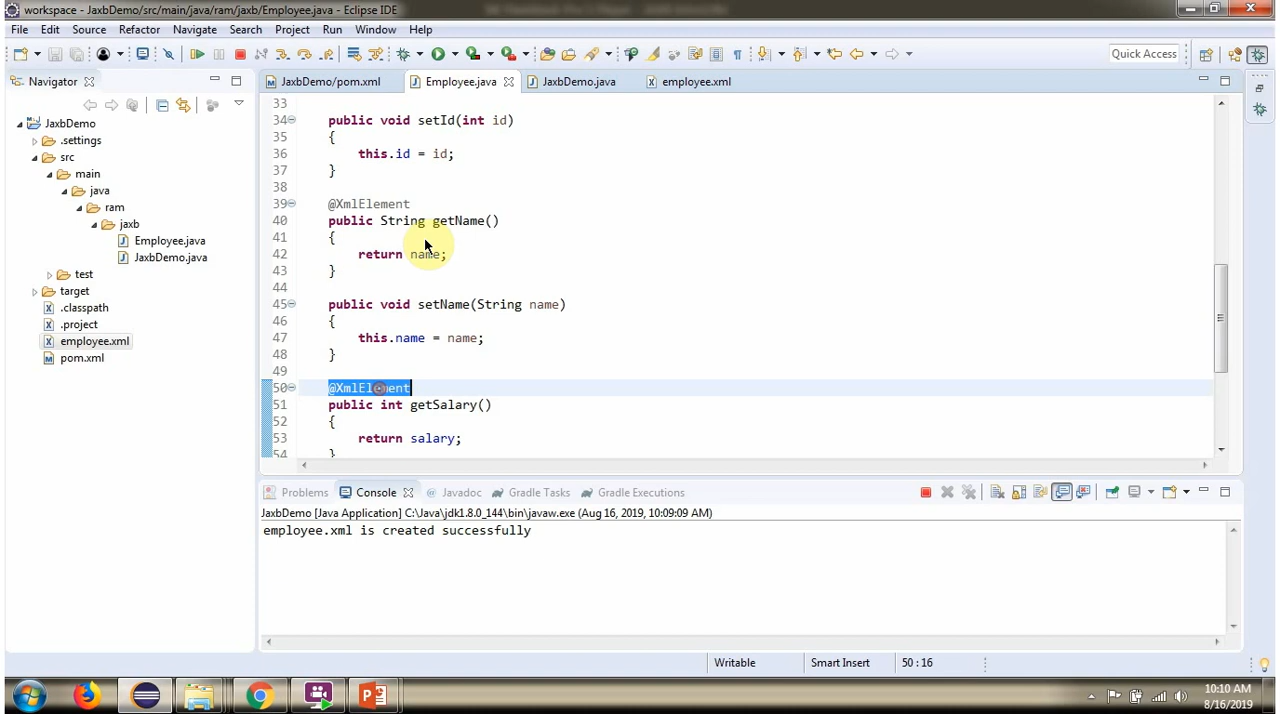 workspace - JaxbDemo/src/main/java/ram/jaxb/Employee.java - Eclipse IDE
File Edit Source Refactor Navigate Search Project Run Window Help
Quick Access
Navigator
JaxbDemo/pom.xml Employee.java JaxbDemo.java employee.xml
JaxbDemo
.settings
src
main
java
ram
jaxb
Employee.java
JaxbDemo.java
test
target
.classpath
.project
employee.xml
pom.xml
33
34 public void setId(int id)
35 {
36 this.id = id;
37 }
38
39 @XmlElement
40 public String getName()
41 {
42 return name;
43 }
44
45 public void setName(String name)
46 {
47 this.name = name;
48 }
49
50 @XmlElement
51 public int getSalary()
52 {
53 return salary;
54 }
Problems Console Javadoc Gradle Tasks Gradle Executions
JaxbDemo [Java Application] C:\Java\jdk1.8.0_144\bin\javaw.exe (Aug 16, 2019, 10:09:09 AM)
employee.xml is created successfully
Writable Smart Insert 50 : 16
10:10 AM
8/16/2019